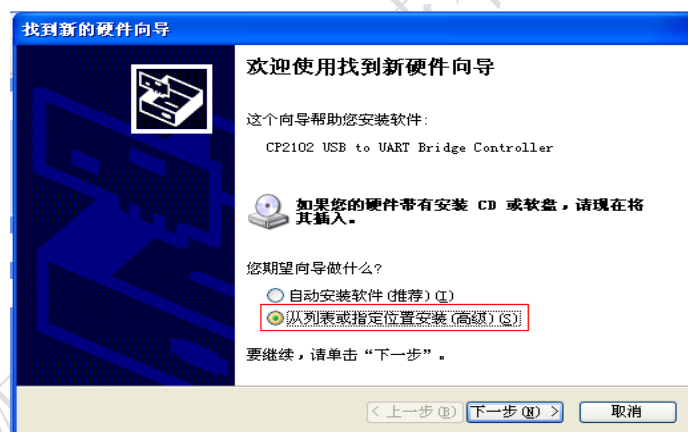 找到新的硬件向导
欢迎使用找到新硬件向导
这个向导帮助您安装软件:
CP2102 USB to UART Bridge Controller
如果您的硬件带有安装 CD 或软盘，请现在将
其插入。
您期望向导做什么?
自动安装软件(推荐)(I)
从列表或指定位置安装(高级)(S)
要继续，请单击“下一步”。
< 上一步(B) 下一步(N) > 取消